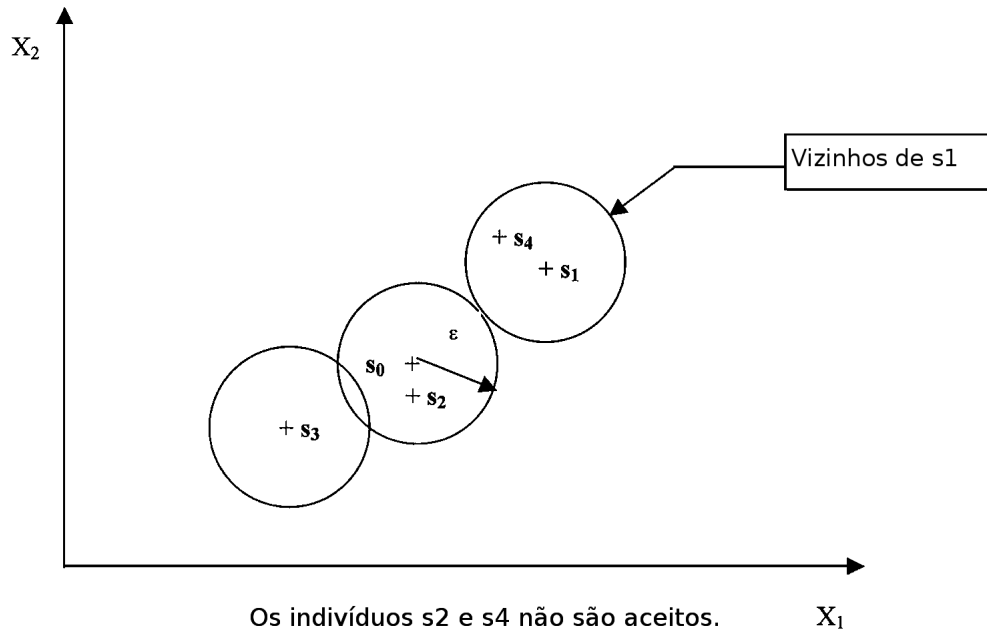 X₂
Vizinhos de s1
+ s₄
+ s₁
ε
s₀ +
+ s₂
+ s₃
Os indivíduos s2 e s4 não são aceitos.
X₁